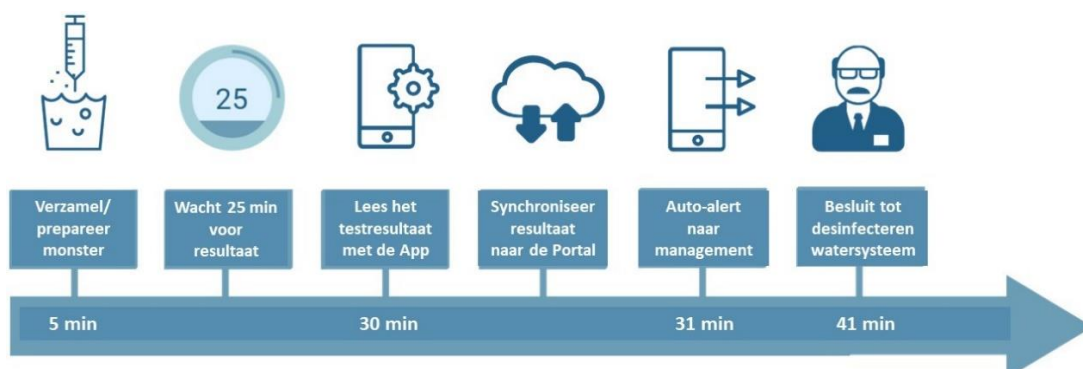 25
Verzamel/
prepareer
monster
Wacht 25 min
voor
resultaat
Lees het
testresultaat
met de App
Synchroniseer
resultaat
naar de Portal
Auto-alert
naar
management
Besluit tot
desinfecteren
watersysteem
5 min
30 min
31 min
41 min